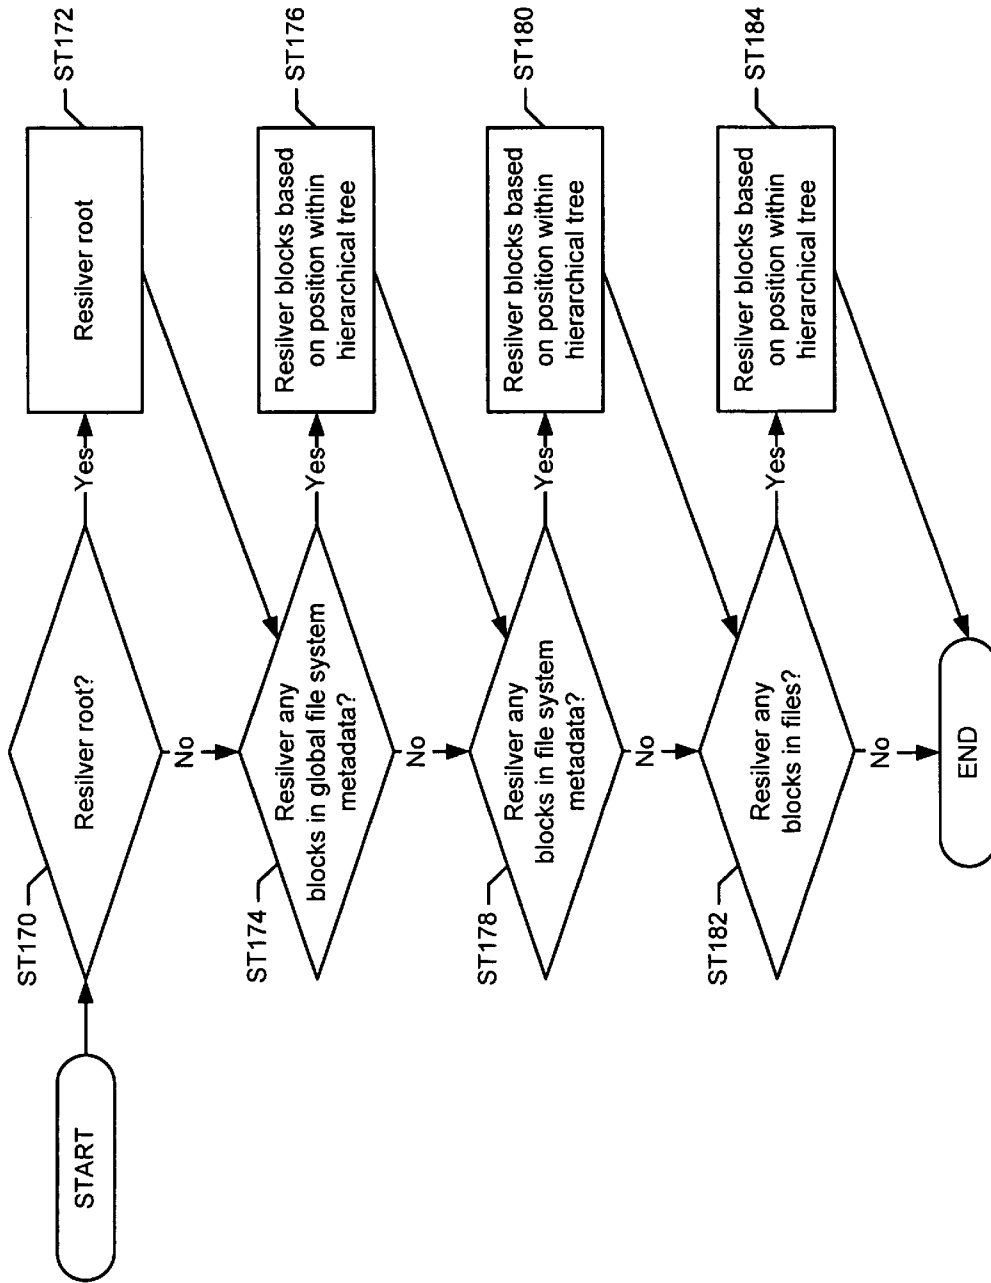 START
ST170
Resilver root?
Yes
Resilver root
ST172
No
ST174
Resilver any
blocks in global file system
metadata?
Yes
Resilver blocks based
on position within
hierarchical tree
ST176
No
ST178
Resilver any
blocks in file system
metadata?
Yes
Resilver blocks based
on position within
hierarchical tree
ST180
No
ST182
Resilver any
blocks in files?
Yes
Resilver blocks based
on position within
hierarchical tree
ST184
No
END